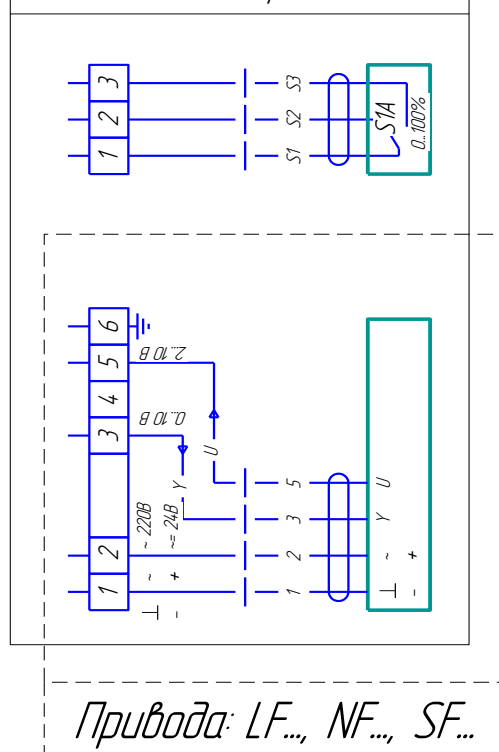 3
S3
2
S2
S1A
0...100%
1
S1
6
5
2...10 В
4
3
0...10 В
U
Y
5
U
3
Y
~ 220В
~= 24В
2
2
~
+
~
+
1
1
⊥
-
⊥
-
Привода: LF..., NF..., SF...